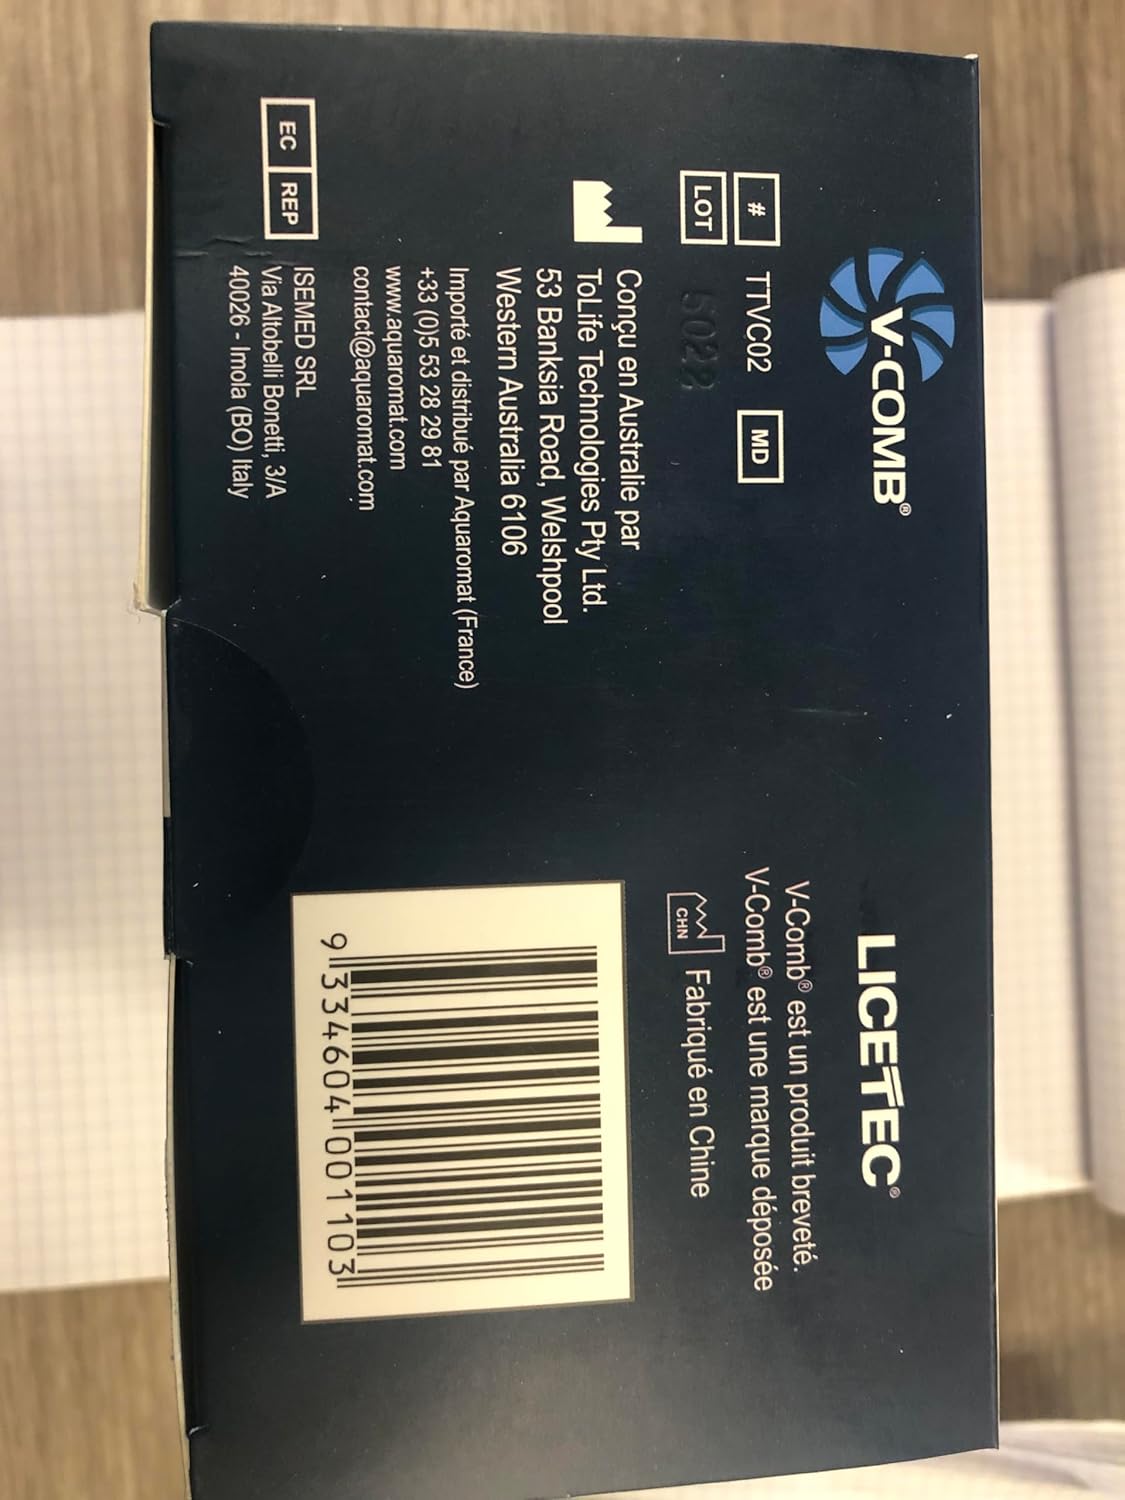 V-COMB®
# TTVC02 MD
LOT 5022
Conçu en Australie par
ToLife Technologies Pty Ltd.
53 Banksia Road, Welshpool
Western Australia 6106
Importé et distribué par Aquaromat (France)
+33 (0)5 53 28 29 81
www.aquaromat.com
contact@aquaromat.com
EC REP
ISEMED SRL
Via Altobelli Bonetti, 3/A
40026 - Imola (BO) Italy
LICETEC®
V-Comb® est un produit breveté.
V-Comb® est une marque déposée
CHN Fabriqué en Chine
9 334604 001103